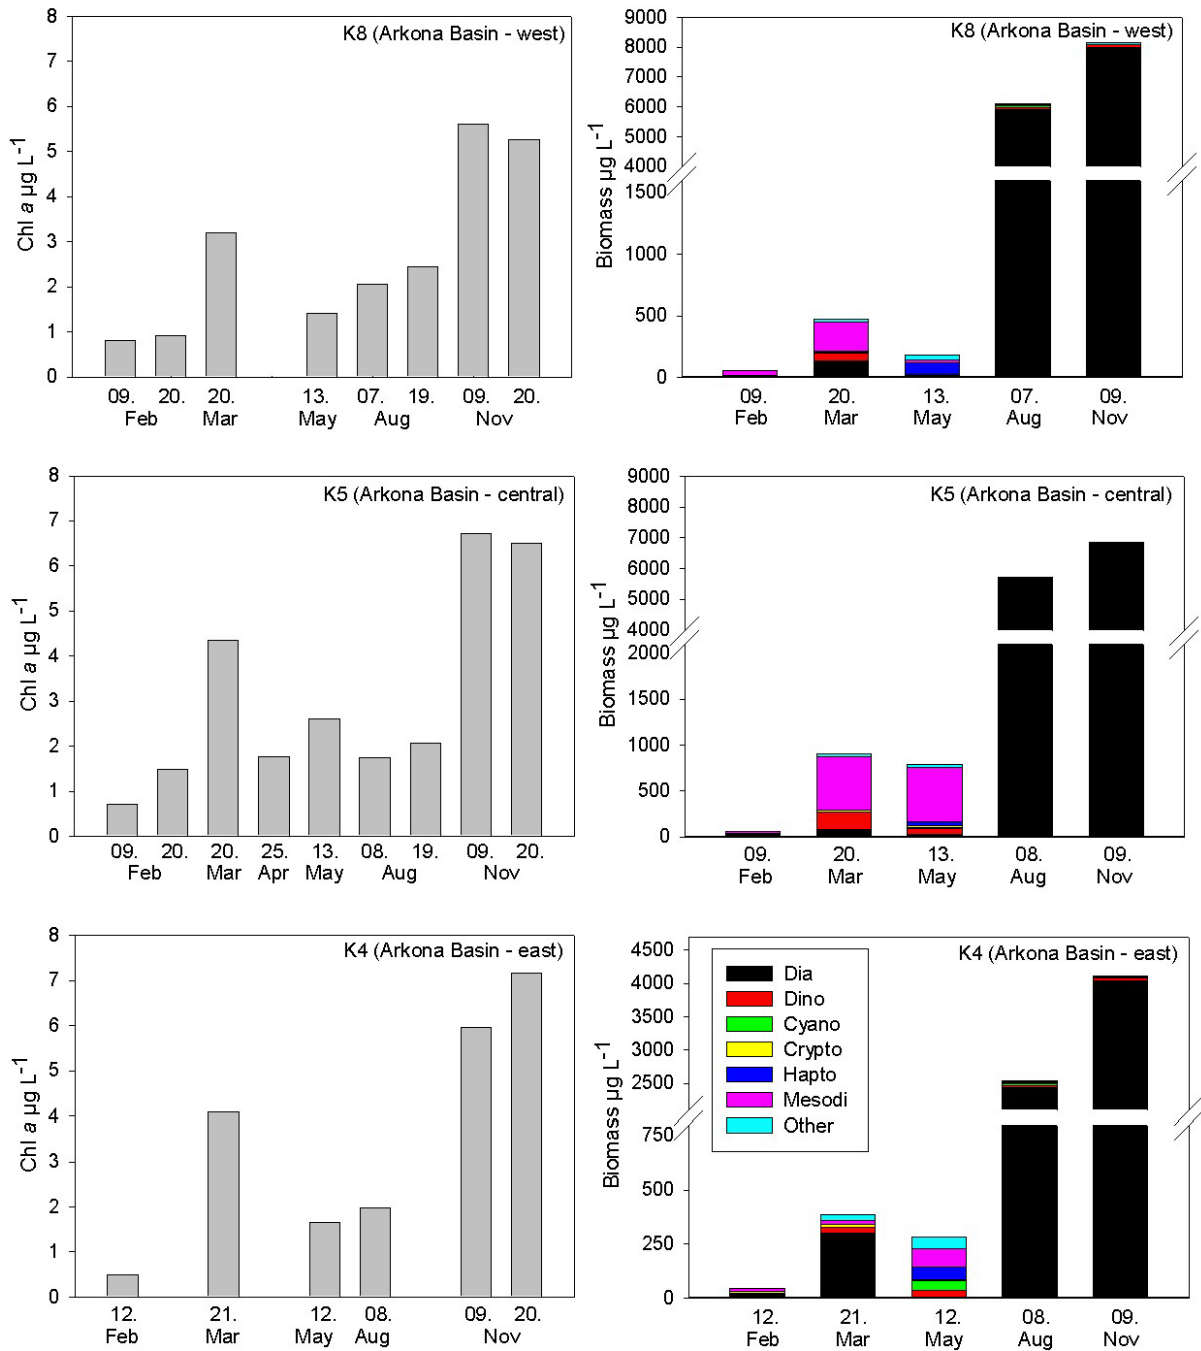 K8 (Arkona Basin - west)
Chl a µg L-1
8
7
6
5
4
3
2
1
0
09. 20. 20. 13. 07. 19. 09. 20.
Feb Mar May Aug Nov
K8 (Arkona Basin - west)
Biomass µg L-1
9000
8000
7000
6000
5000
4000
1500
1000
500
0
09. 20. 13. 07. 09.
Feb Mar May Aug Nov
K5 (Arkona Basin - central)
Chl a µg L-1
8
7
6
5
4
3
2
1
0
09. 20. 20. 25. 13. 08. 19. 09. 20.
Feb Mar Apr May Aug Nov
K5 (Arkona Basin - central)
Biomass µg L-1
9000
8000
7000
6000
5000
4000
2000
1500
1000
500
0
09. 20. 13. 08. 09.
Feb Mar May Aug Nov
K4 (Arkona Basin - east)
Chl a µg L-1
8
7
6
5
4
3
2
1
0
12. 21. 12. 08. 09. 20.
Feb Mar May Aug Nov
K4 (Arkona Basin - east)
Biomass µg L-1
4500
4000
3500
3000
2500
750
500
250
0
Dia
Dino
Cyano
Crypto
Hapto
Mesodi
Other
12. 21. 12. 08. 09.
Feb Mar May Aug Nov